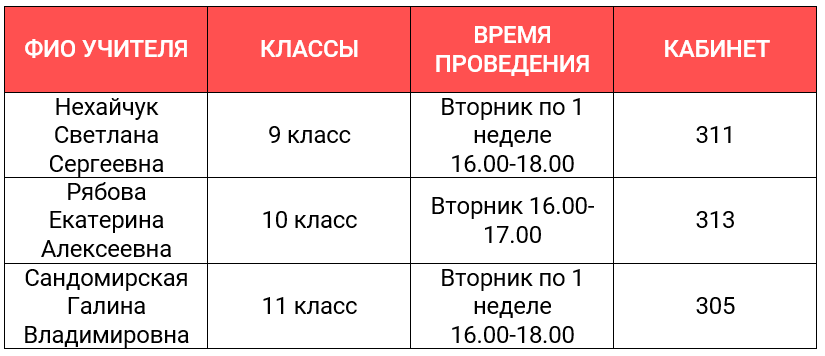 ФИО УЧИТЕЛЯ
КЛАССЫ
ВРЕМЯ
ПРОВЕДЕНИЯ
КАБИНЕТ
Нехайчук
Светлана
Сергеевна
9 класс
Вторник по 1
неделе
16.00-18.00
311
Рябова
Екатерина
Алексеевна
10 класс
Вторник 16.00-
17.00
313
Сандомирская
Галина
Владимировна
11 класс
Вторник по 1
неделе
16.00-18.00
305